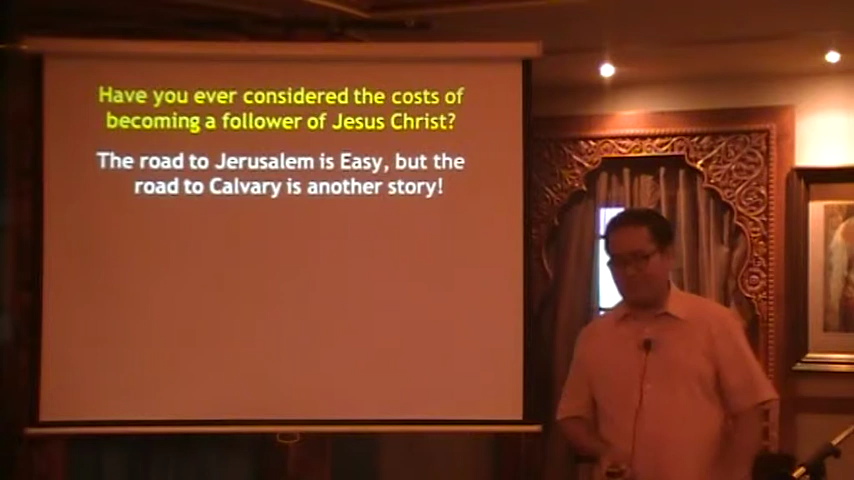 Have you ever considered the costs of
becoming a follower of Jesus Christ?
The road to Jerusalem is Easy, but the
road to Calvary is another story!